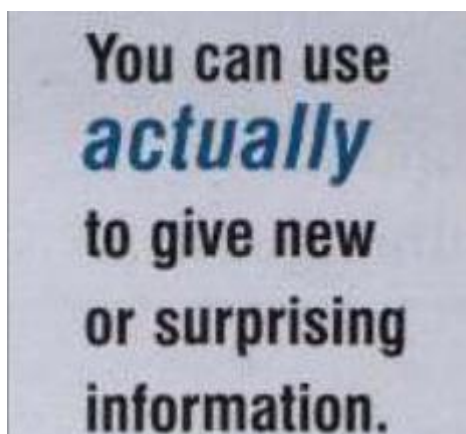 You can use
actually
to give new
or surprising
information.